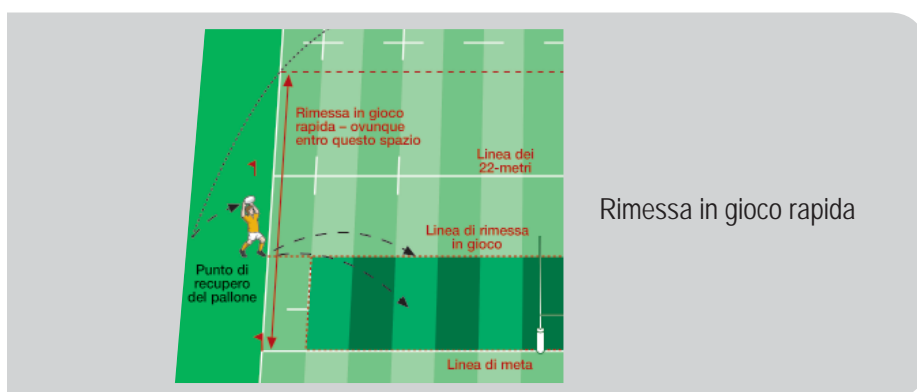 Rimessa in gioco
rapida – ovunque
entro questo spazio
Linea dei
22-metri
Rimessa in gioco rapida
Linea di rimessa
in gioco
Punto di
recupero
del pallone
Linea di meta